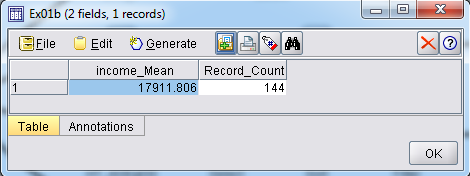 Ex01b (2 fields, 1 records)
File Edit Generate
income_Mean Record_Count
1 17911.806 144
Table Annotations
OK